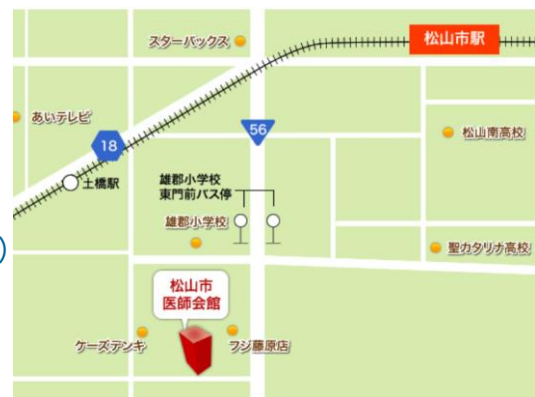 スターバックス
松山市駅
あいテレビ
18
56
松山南高校
土橋駅
雄郡小学校
東門前バス停
雄郡小学校
聖カタリナ高校
松山市
医師会館
ケーズデンキ
フジ藤原店